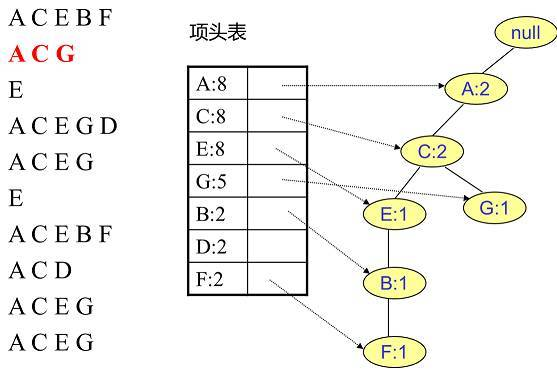 A C E B F
A C G
E
A C E G D
A C E G
E
A C E B F
A C D
A C E G
A C E G
项头表
A:8
C:8
E:8
G:5
B:2
D:2
F:2
null
A:2
C:2
E:1
G:1
B:1
F:1